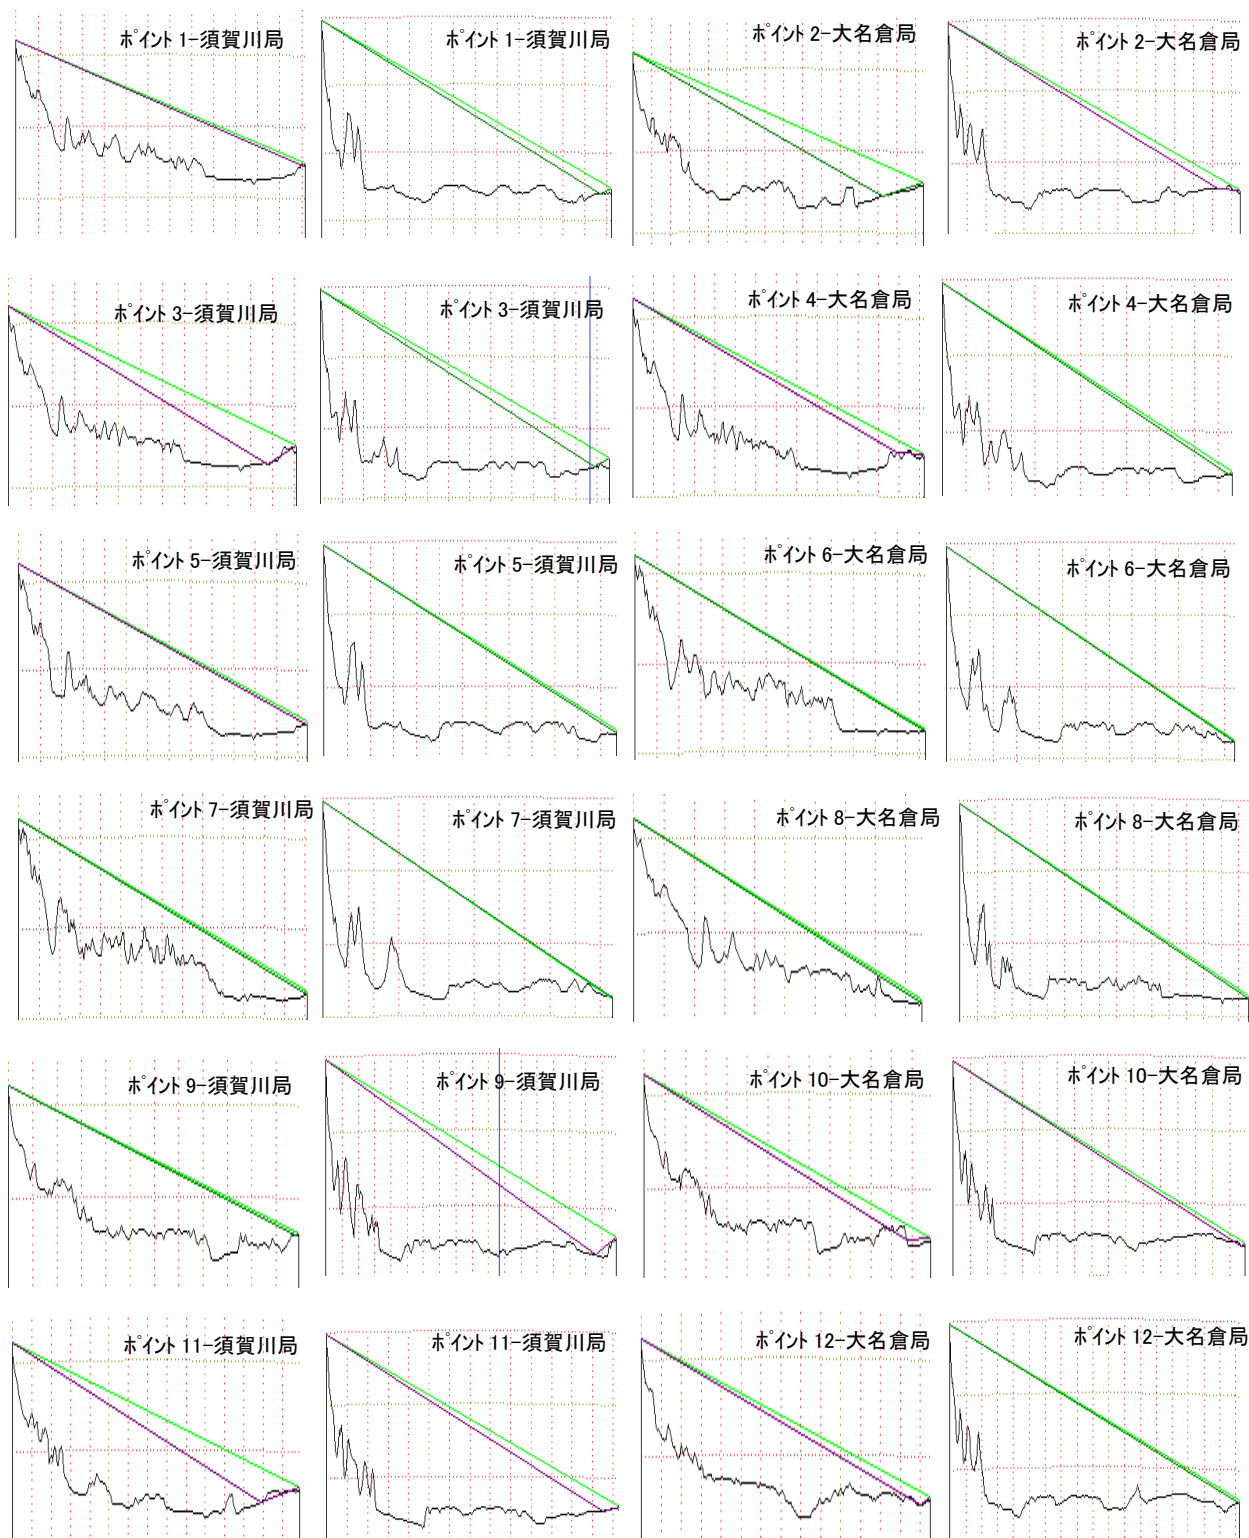 ポイント 1-須賀川局
ポイント 1-須賀川局
ポイント 2-大名倉局
ポイント 2-大名倉局
ポイント 3-須賀川局
ポイント 3-須賀川局
ポイント 4-大名倉局
ポイント 4-大名倉局
ポイント 5-須賀川局
ポイント 5-須賀川局
ポイント 6-大名倉局
ポイント 6-大名倉局
ポイント 7-須賀川局
ポイント 7-須賀川局
ポイント 8-大名倉局
ポイント 8-大名倉局
ポイント 9-須賀川局
ポイント 9-須賀川局
ポイント 10-大名倉局
ポイント 10-大名倉局
ポイント 11-須賀川局
ポイント 11-須賀川局
ポイント 12-大名倉局
ポイント 12-大名倉局